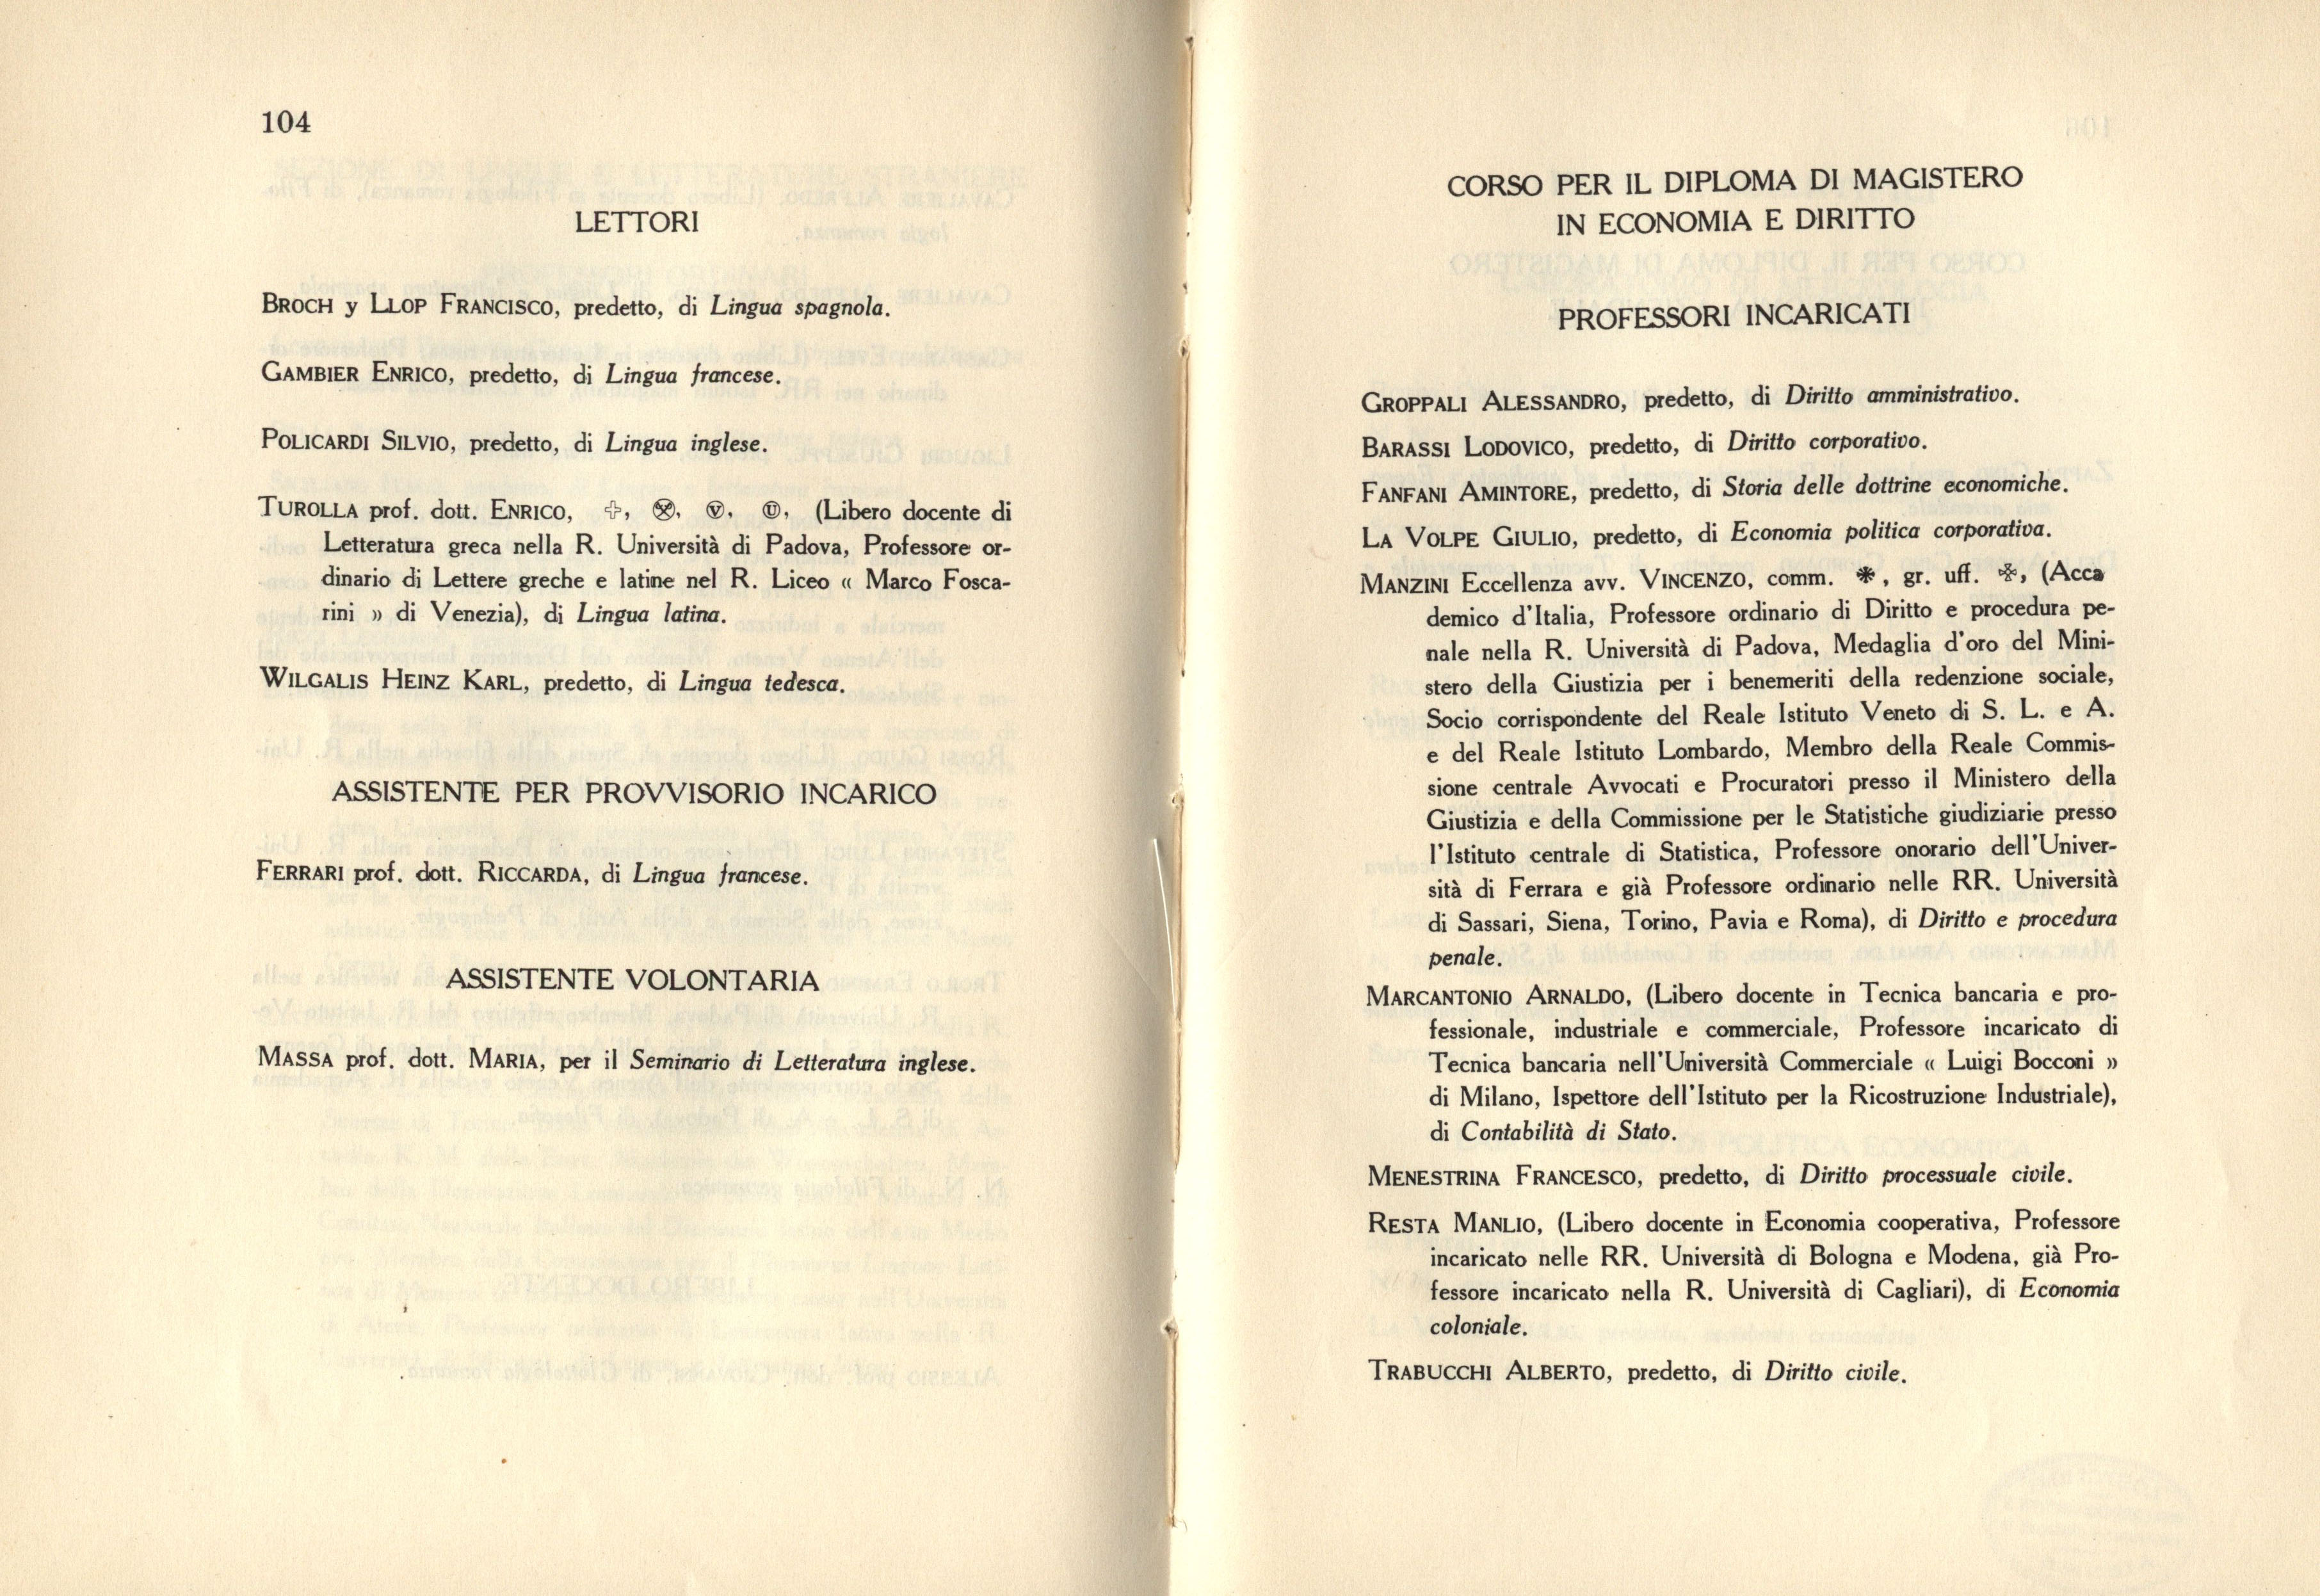 104
LETTORI
BROCH y LLOP FRANCISCO, predetto, di Lingua spagnola.
GAMBIER ENRICO, predetto, di Lingua francese.
POLICARDI SILVIO, predetto, di Lingua inglese.
TUROLLA prof. dott. ENRICO, (Libero docente di
Letteratura greca nella R. Università di Padova, Professore or-
dinario di Lettere greche e latine nel R. Liceo « Marco Fosca-
rini » di Venezia), di Lingua latina.
WILGALIS HEINZ KARL, predetto, di Lingua tedesca.
ASSISTENTE PER PROVVISORIO INCARICO
FERRARI prof. dott. RICCARDA, di Lingua francese.
ASSISTENTE VOLONTARIA
MASSA prof. dott. MARIA, per il Seminario di Letteratura inglese.
CORSO PER IL DIPLOMA DI MAGISTERO
IN ECONOMIA E DIRITTO
PROFESSORI INCARICATI
GROPPALI ALESSANDRO, predetto, di Diritto amministrativo.
BARASSI LODOVICO, predetto, di Diritto corporativo.
FANFANI AMINTORE, predetto, di Storia delle dottrine economiche.
LA VOLPE GIULIO, predetto, di Economia politica corporativa.
MANZINI Eccellenza avv. VINCENZO, comm. , gr. uff. , (Acca
demico d'Italia, Professore ordinario di Diritto e procedura pe-
nale nella R. Università di Padova, Medaglia d'oro del Mini-
stero della Giustizia per i benemeriti della redenzione sociale,
Socio corrispondente del Reale Istituto Veneto di S. L. e A.
e del Reale Istituto Lombardo, Membro della Reale Commis-
sione centrale Avvocati e Procuratori presso il Ministero della
Giustizia e della Commissione per le Statistiche giudiziarie presso
l'Istituto centrale di Statistica, Professore onorario dell'Univer-
sità di Ferrara e già Professore ordinario nelle RR. Università
di Sassari, Siena, Torino, Pavia e Roma), di Diritto e procedura
penale.
MARCANTONIO ARNALDO, (Libero docente in Tecnica bancaria e pro-
fessionale, industriale e commerciale, Professore incaricato di
Tecnica bancaria nell'Università Commerciale « Luigi Bocconi »
di Milano, Ispettore dell'Istituto per la Ricostruzione Industriale),
di Contabilità di Stato.
MENESTRINA FRANCESCO, predetto, di Diritto processuale civile.
RESTA MANLIO, (Libero docente in Economia cooperativa, Professore
incaricato nelle RR. Università di Bologna e Modena, già Pro-
fessore incaricato nella R. Università di Cagliari), di Economia
coloniale.
TRABUCCHI ALBERTO, predetto, di Diritto civile.